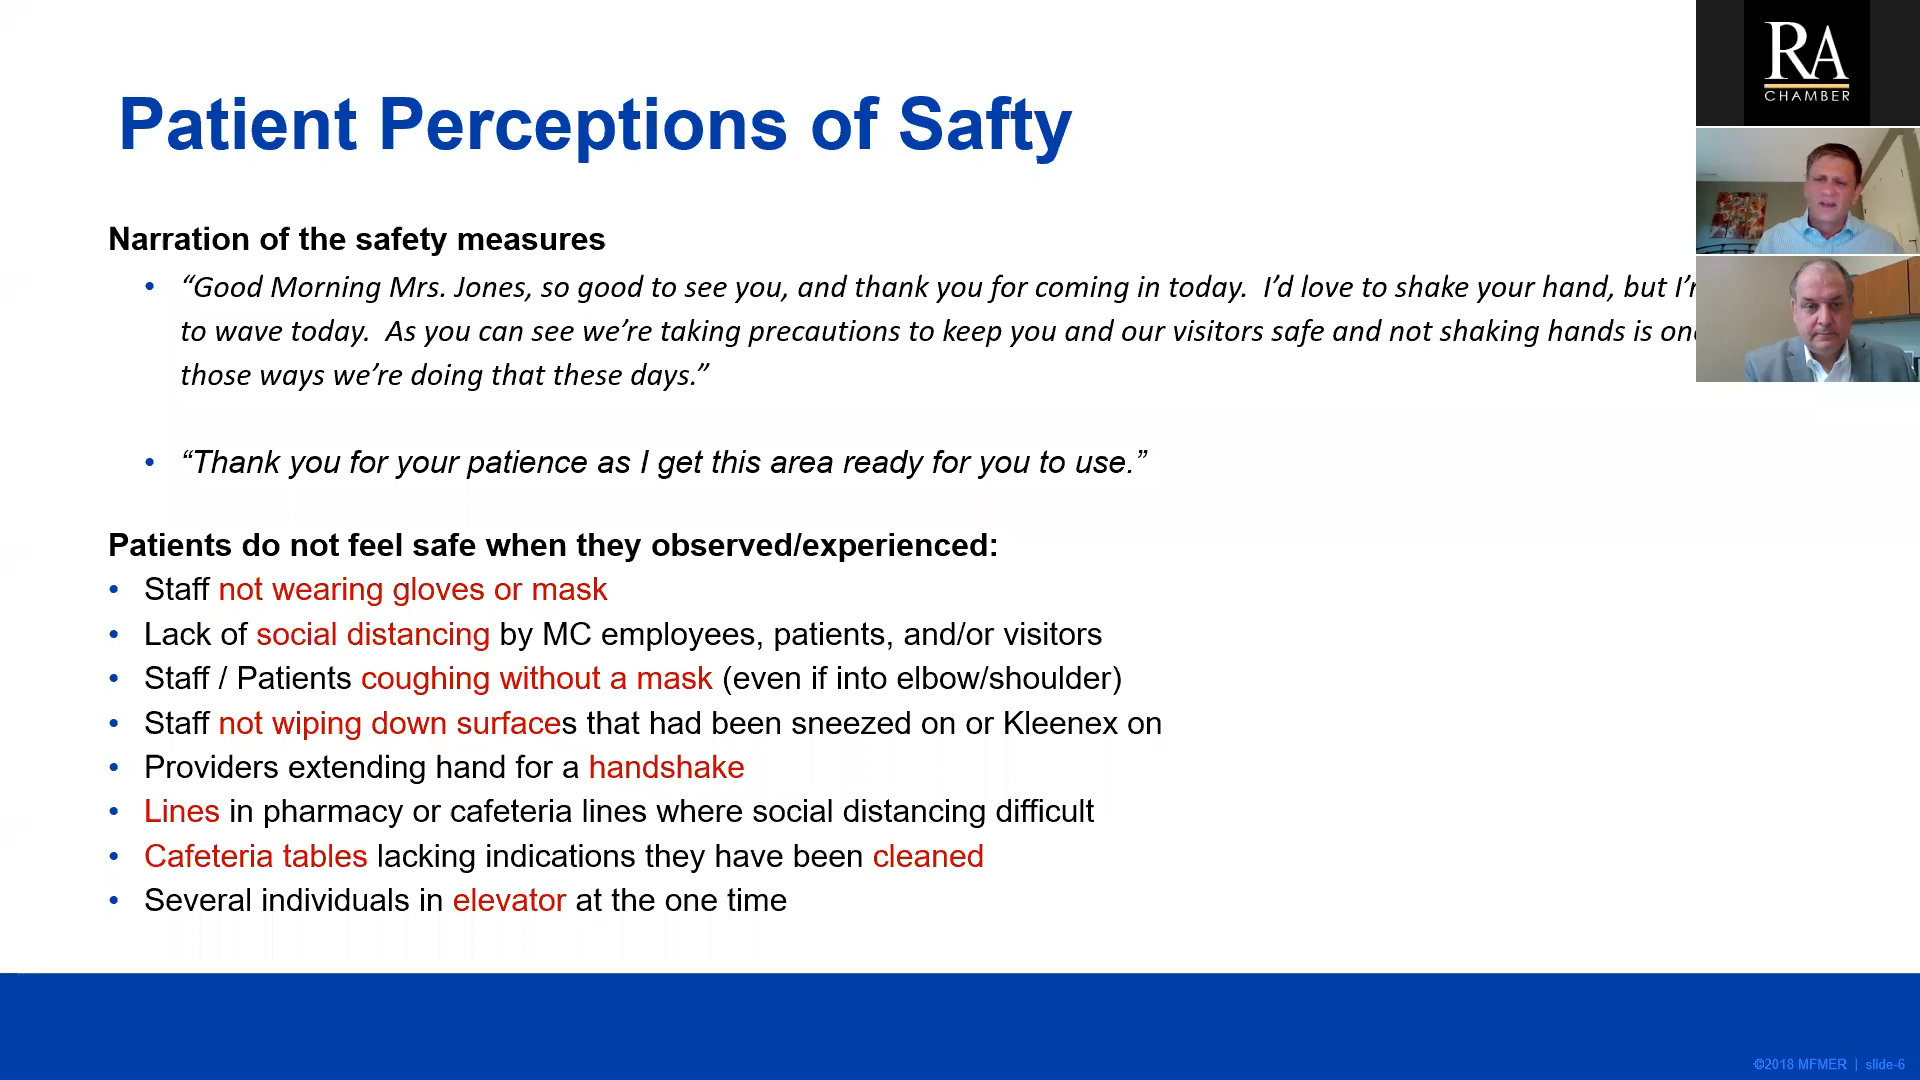 Patient Perceptions of Safty
Narration of the safety measures
• “Good Morning Mrs. Jones, so good to see you, and thank you for coming in today. I’d love to shake your hand, but
to wave today. As you can see we’re taking precautions to keep you and our visitors safe and not shaking hands is
those ways we’re doing that these days.”
• “Thank you for your patience as I get this area ready for you to use.”
Patients do not feel safe when they observed/experienced:
• Staff not wearing gloves or mask
• Lack of social distancing by MC employees, patients, and/or visitors
• Staff / Patients coughing without a mask (even if into elbow/shoulder)
• Staff not wiping down surfaces that had been sneezed on or Kleenex on
• Providers extending hand for a handshake
• Lines in pharmacy or cafeteria lines where social distancing difficult
• Cafeteria tables lacking indications they have been cleaned
• Several individuals in elevator at the one time
RA
CHAMBER
©2018 MFMER | slide-6